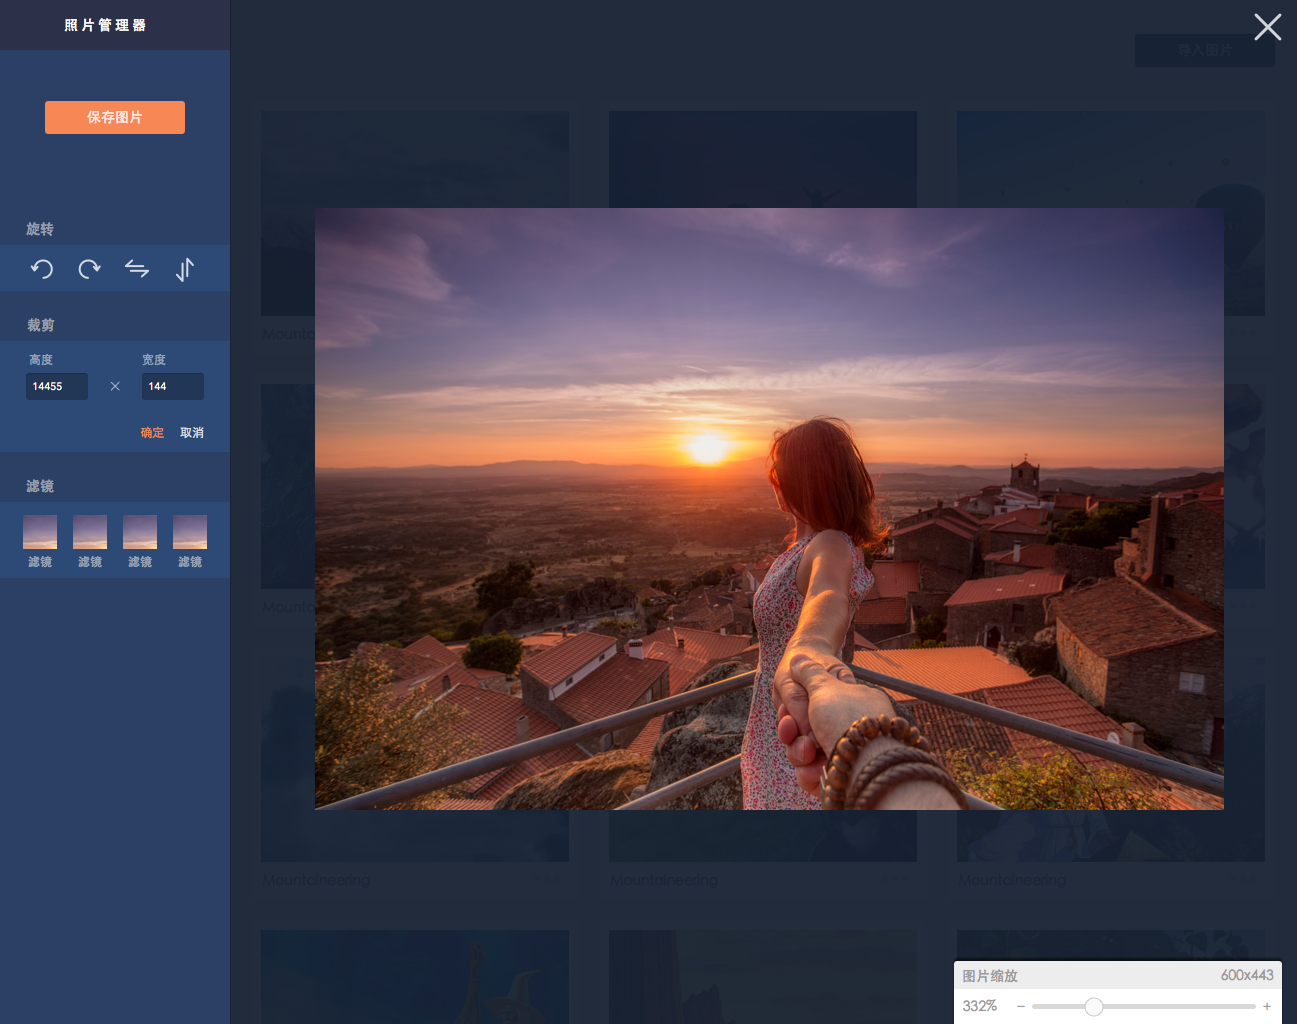 照片管理器
导入图片
保存图片
旋转
裁剪
高度 宽度
14455 × 144
确定 取消
滤镜
滤镜 滤镜 滤镜 滤镜
Mountaineering Mountaineering Mountaineering
图片缩放 600x443
332% − +